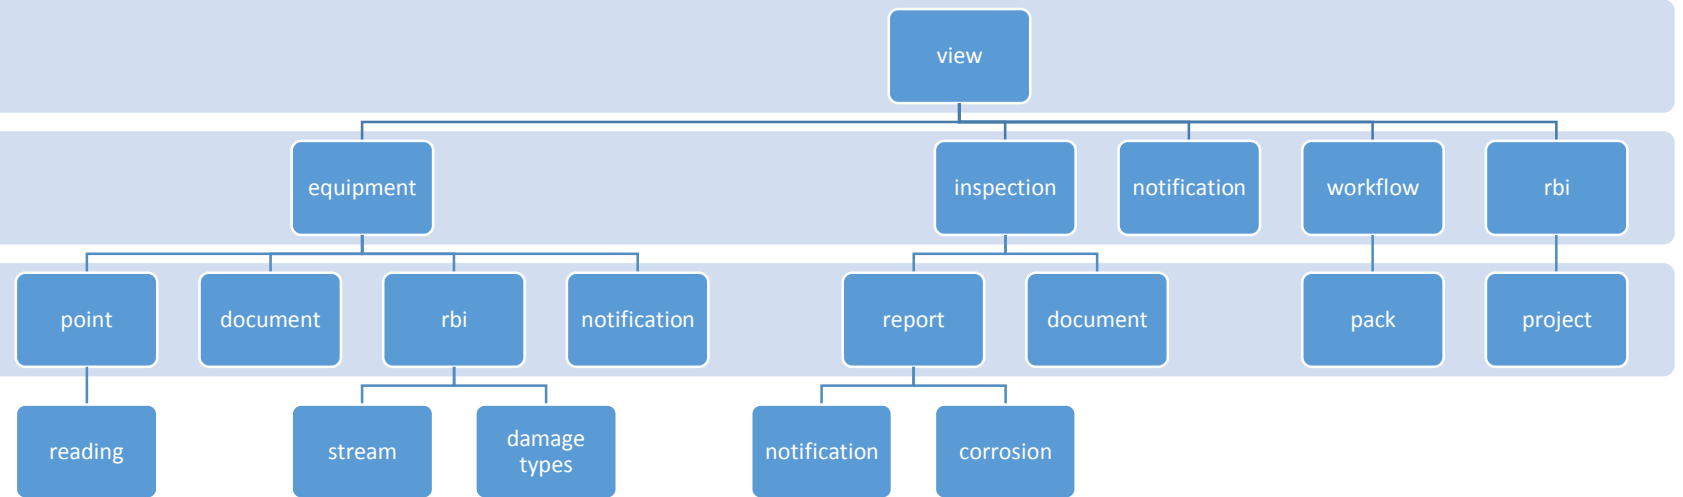 view
equipment
inspection
notification
workflow
rbi
point
document
rbi
notification
report
document
pack
project
reading
stream
damage
types
notification
corrosion